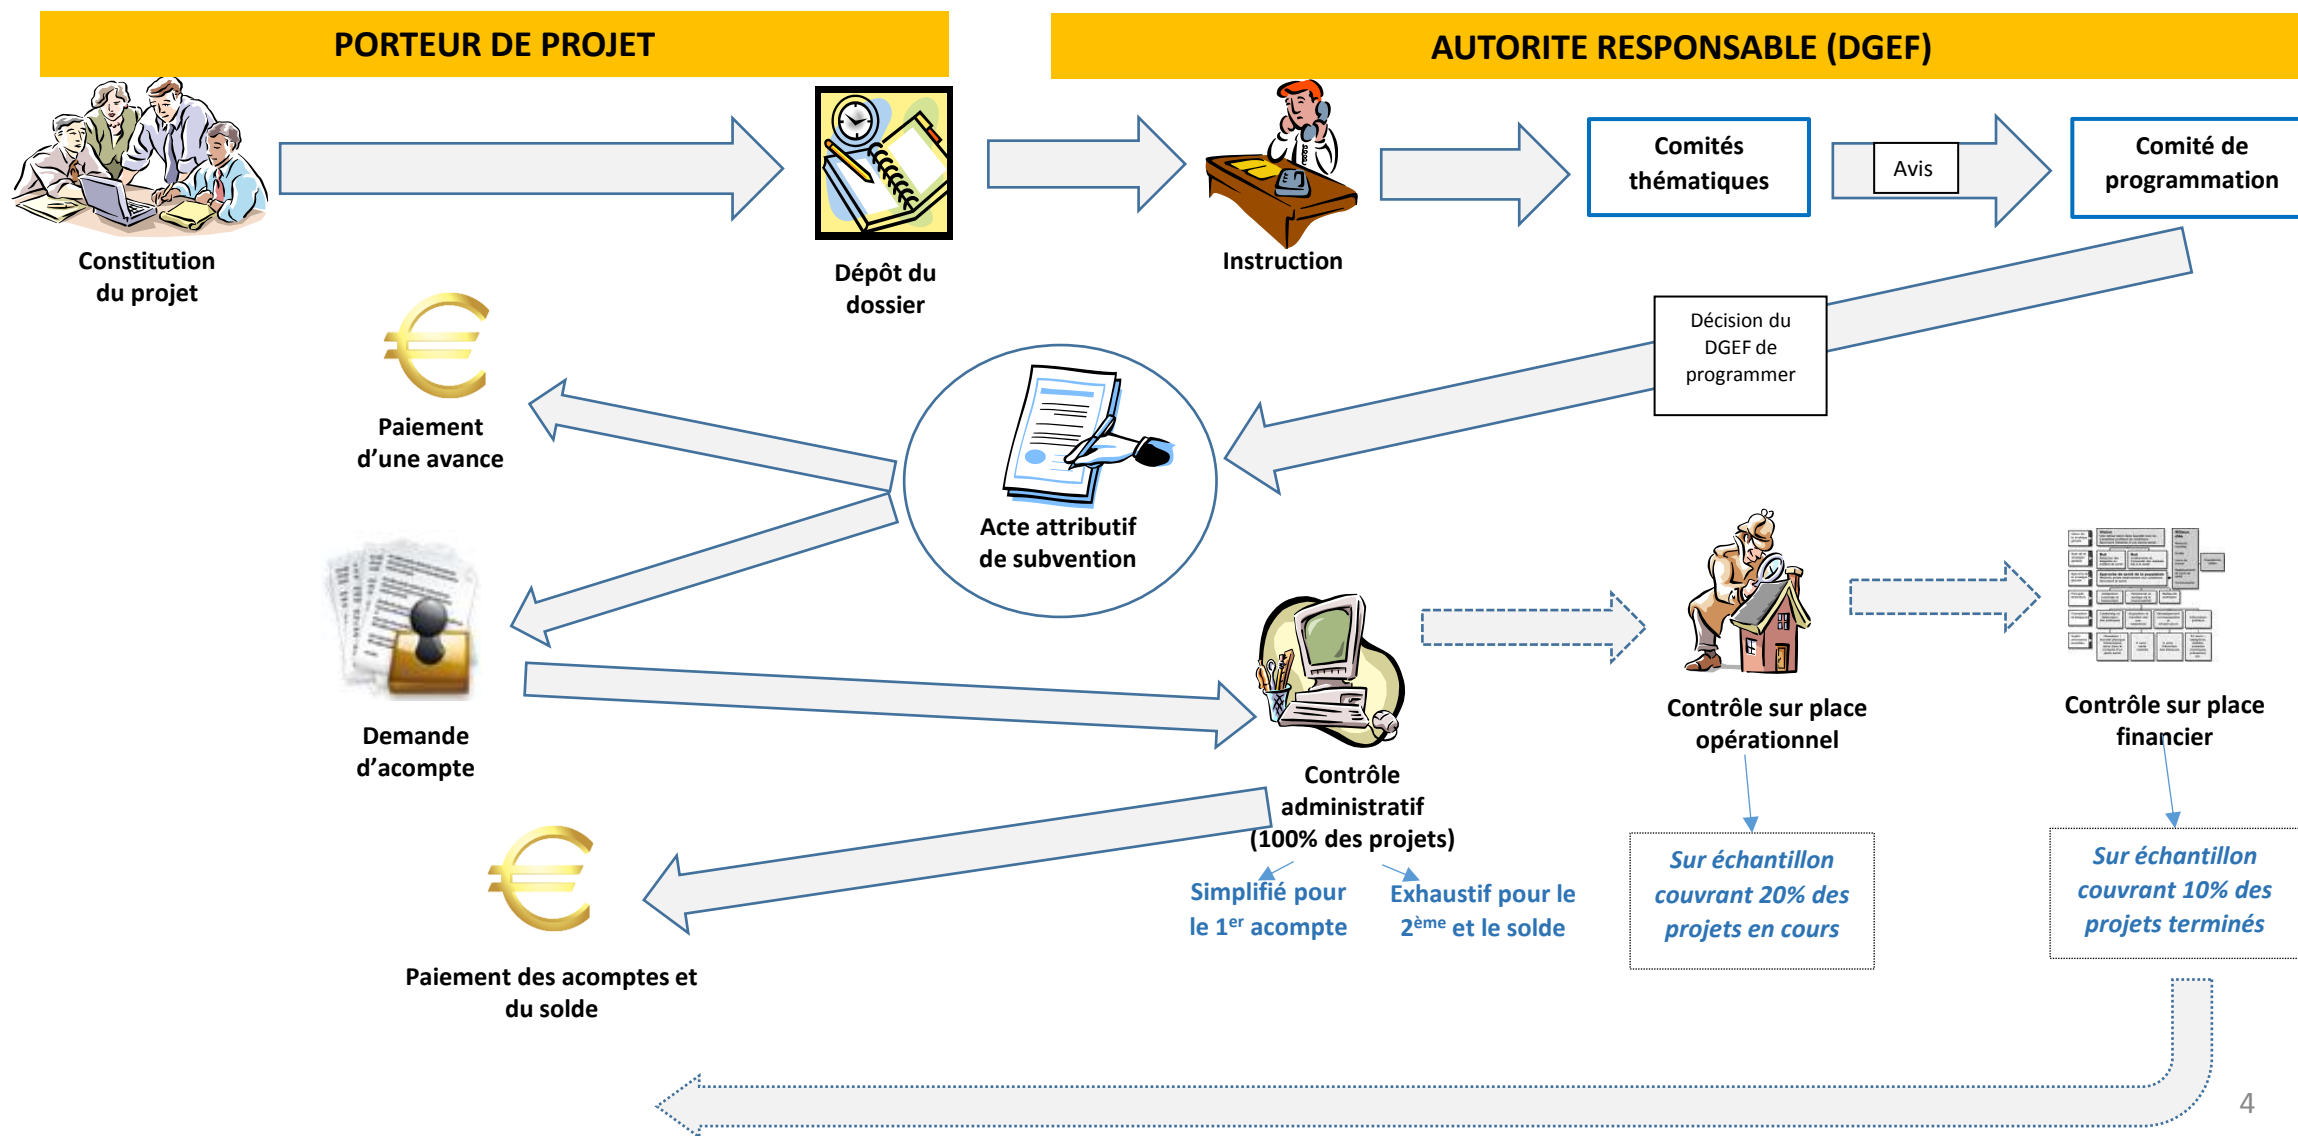 PORTEUR DE PROJET
AUTORITE RESPONSABLE (DGEF)
Constitution
du projet
Dépôt du
dossier
Instruction
Comités
thématiques
Avis
Comité de
programmation
Décision du
DGEF de
programmer
Paiement
d’une avance
Acte attributif
de subvention
Demande
d’acompte
Contrôle
administratif
(100% des projets)
Simplifié pour
le 1er acompte
Exhaustif pour le
2ème et le solde
Contrôle sur place
opérationnel
Sur échantillon
couvrant 20% des
projets en cours
Contrôle sur place
financier
Sur échantillon
couvrant 10% des
projets terminés
Paiement des acomptes et
du solde
4